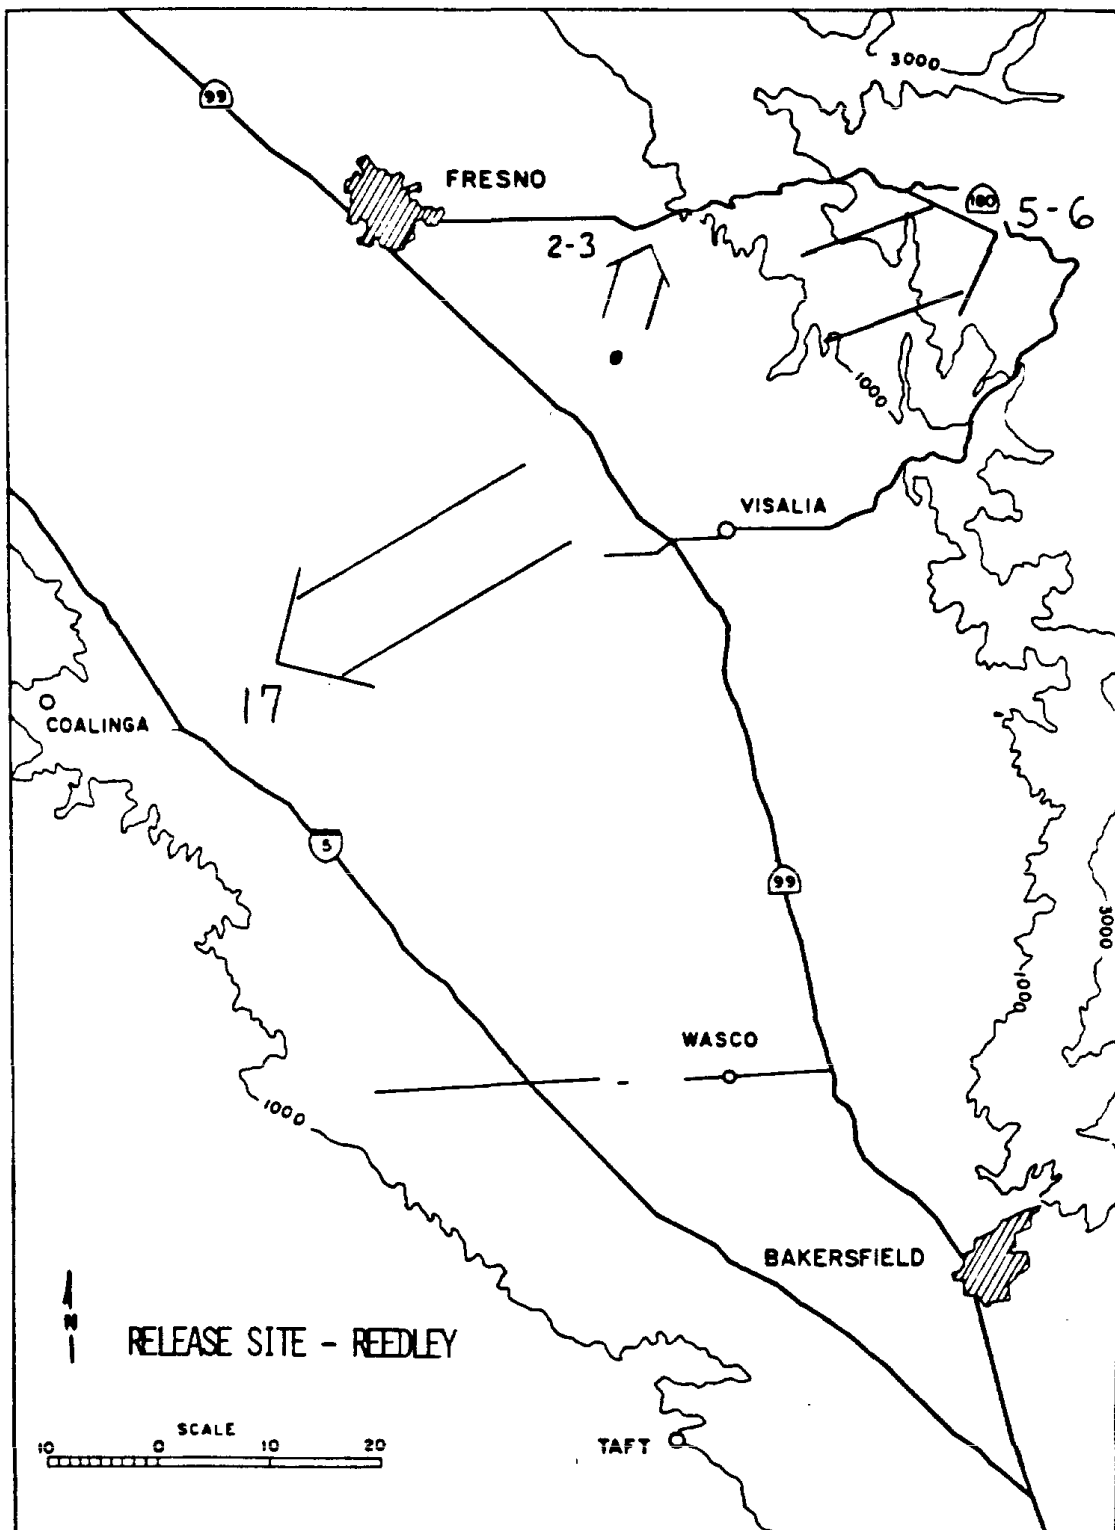 3000
99
FRESNO
180
5-6
2-3
1000
VISALIA
17
COALINGA
5
99
3000
1000
WASCO
1000
BAKERSFIELD
N
RELEASE SITE - REEDLEY
SCALE
10 0 10 20
TAFT